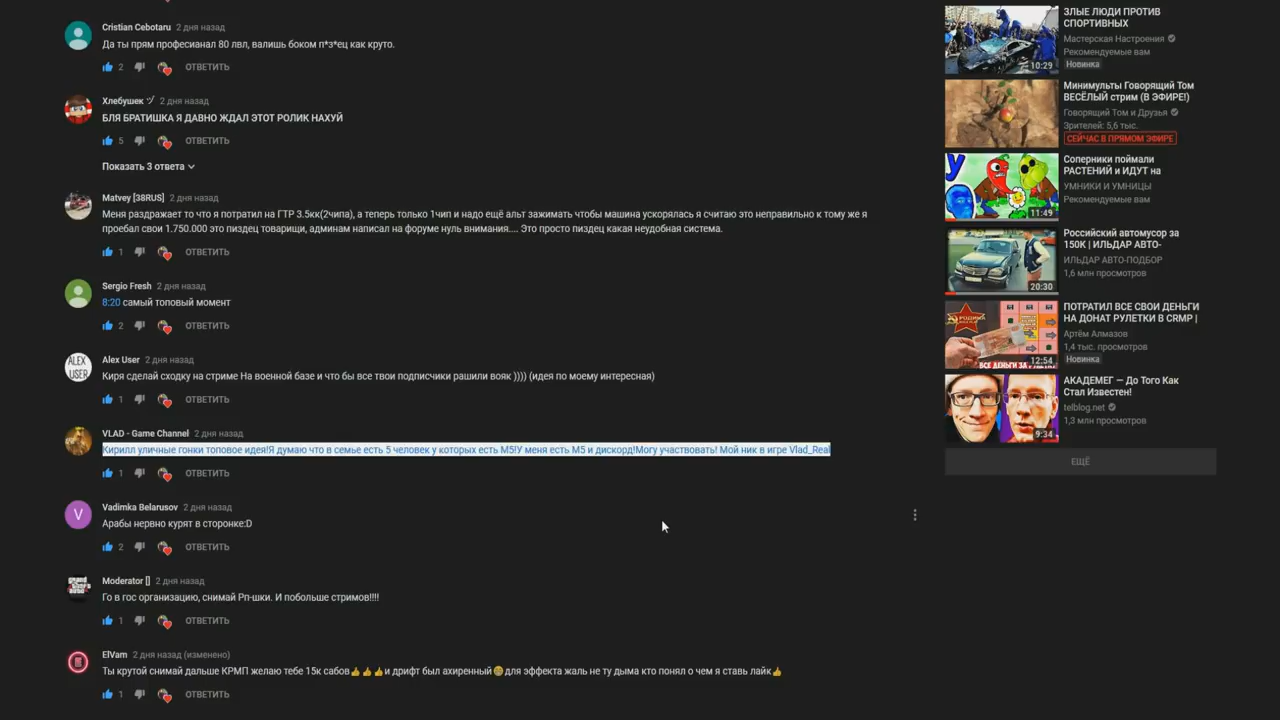 Cristian Cebotaru 2 дня назад
Да ты прям професианал 80 лвл, валишь боком п*з*ец как круто.
2 ОТВЕТИТЬ
Хлебушек ヅ 2 дня назад
БЛЯ БРАТИШКА Я ДАВНО ЖДАЛ ЭТОТ РОЛИК НАХУЙ
5 ОТВЕТИТЬ
Показать 3 ответа
Matvey [38RUS] 2 дня назад
Меня раздражает то что я потратил на ГТР 3.5кк(2чипа), а теперь только 1чип и надо ещё альт зажимать чтобы машина ускорялась я считаю это неправильно к тому же я
проебал свои 1.750.000 это пиздец товарищи, админам написал на форуме нуль внимания.... Это просто пиздец какая неудобная система.
1 ОТВЕТИТЬ
Sergio Fresh 2 дня назад
8:20 самый топовый момент
2 ОТВЕТИТЬ
ALEX USER
Alex User 2 дня назад
Киря сделай сходку на стриме На военной базе и что бы все твои подписчики рашили вояк )))) (идея по моему интересная)
1 ОТВЕТИТЬ
VLAD - Game Channel 2 дня назад
Кирилл уличные гонки топовое идея!Я думаю что в семье есть 5 человек у которых есть М5!У меня есть М5 и дискорд!Могу участвовать! Мой ник в игре Vlad_Real
1 ОТВЕТИТЬ
V
Vadimka Belarusov 2 дня назад
Арабы нервно курят в сторонке:D
2 ОТВЕТИТЬ
Moderator [] 2 дня назад
Го в гос организацию, снимай Рп-шки. И побольше стримов!!!!
1 ОТВЕТИТЬ
ElVam 2 дня назад (изменено)
Ты крутой снимай дальше КРМП желаю тебе 15к сабов👍👍👍и дрифт был ахиренный для эффекта жаль не ту дыма кто понял о чем я ставь лайк👍
1 ОТВЕТИТЬ
10:29
ЗЛЫЕ ЛЮДИ ПРОТИВ
СПОРТИВНЫХ
Мастерская Настроения
Рекомендуемые вам
Новинка
Минимульты Говорящий Том
ВЕСЁЛЫЙ стрим (В ЭФИРЕ!)
Говорящий Том и Друзья
Зрителей: 5,6 тыс.
СЕЙЧАС В ПРЯМОМ ЭФИРЕ
11:49
Соперники поймали
РАСТЕНИЙ и ИДУТ на
УМНИКИ И УМНИЦЫ
Рекомендуемые вам
20:30
Российский автомусор за
150К | ИЛЬДАР АВТО-
ИЛЬДАР АВТО-ПОДБОР
1,6 млн просмотров
РОДИНА
ВСЕ ДЕНЬГИ ЗА
12:54
ПОТРАТИЛ ВСЕ СВОИ ДЕНЬГИ
НА ДОНАТ РУЛЕТКИ В CRMP |
Артём Алмазов
1,4 тыс. просмотров
Новинка
9:34
АКАДЕМЕГ — До Того Как
Стал Известен!
telblog.net
1,3 млн просмотров
ЕЩЁ